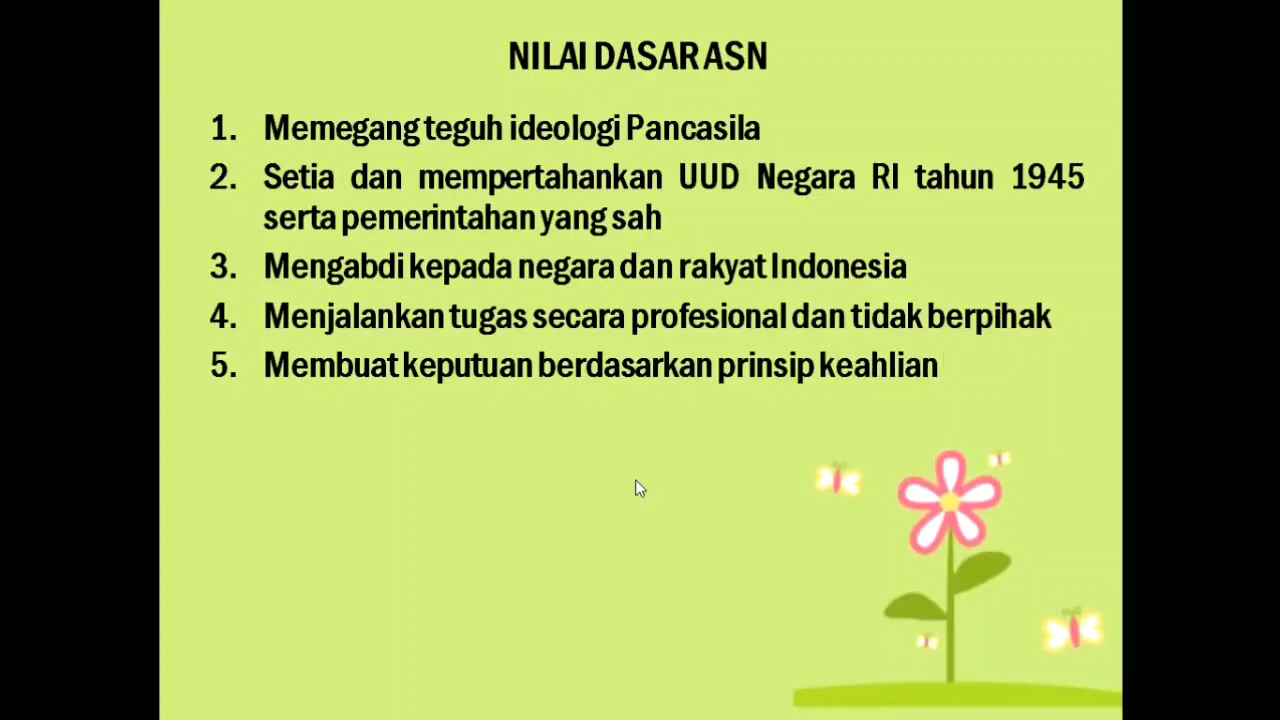 NILAI DASAR ASN
1. Memegang teguh ideologi Pancasila
2. Setia dan mempertahankan UUD Negara RI tahun 1945
serta pemerintahan yang sah
3. Mengabdi kepada negara dan rakyat Indonesia
4. Menjalankan tugas secara profesional dan tidak berpihak
5. Membuat keputuan berdasarkan prinsip keahlian